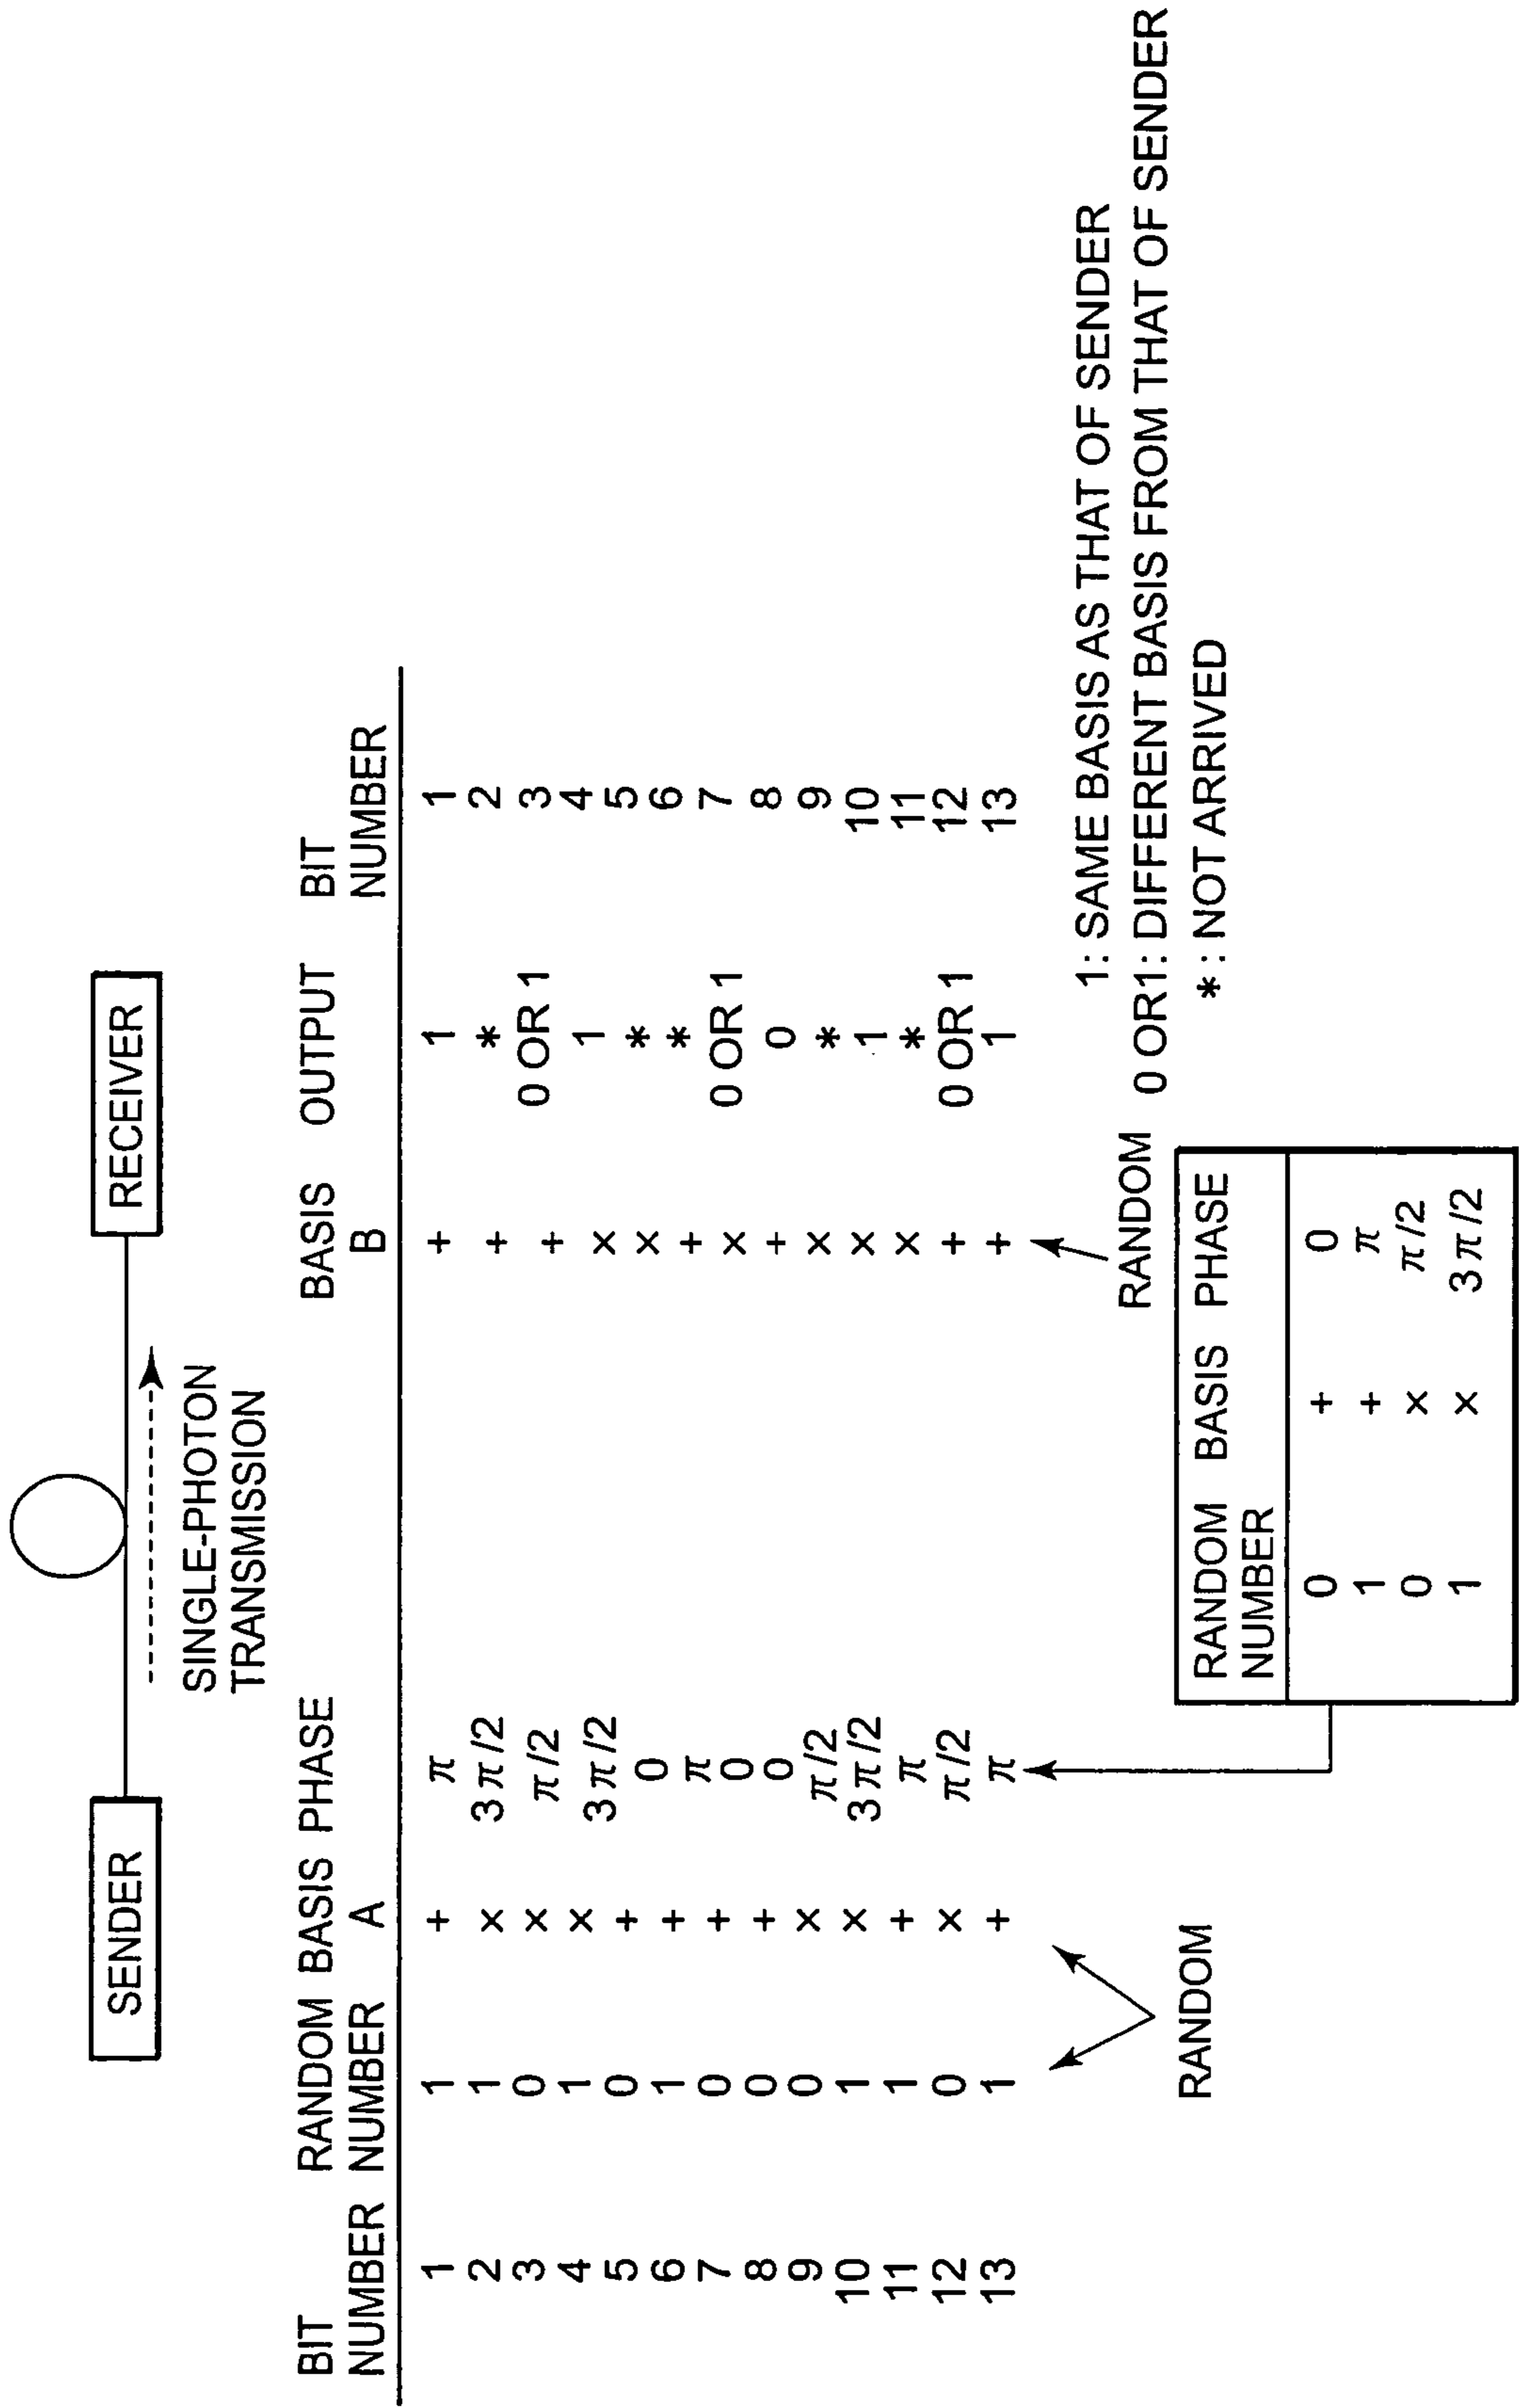 SENDER
RECEIVER
SINGLE-PHOTON
TRANSMISSION
BIT RANDOM BASIS PHASE BASIS OUTPUT BIT
NUMBER NUMBER A B NUMBER
1 1 + π + 1 1
2 1 × 3π/2 + * 2
3 0 × π/2 + 0 OR 1 3
4 1 × 3π/2 × 1 4
5 0 + 0 × * 5
6 1 + π + * 6
7 0 + 0 × 0 OR 1 7
8 0 + 0 + 0 8
9 0 × π/2 × * 9
10 1 × 3π/2 × 1 10
11 1 + π × * 11
12 0 × π/2 + 0 OR 1 12
13 1 + π + 1 13
RANDOM
RANDOM
1: SAME BASIS AS THAT OF SENDER
0 OR1: DIFFERENT BASIS FROM THAT OF SENDER
* : NOT ARRIVED
RANDOM BASIS PHASE
NUMBER
0 + 0
1 + π
0 × π/2
1 × 3π/2